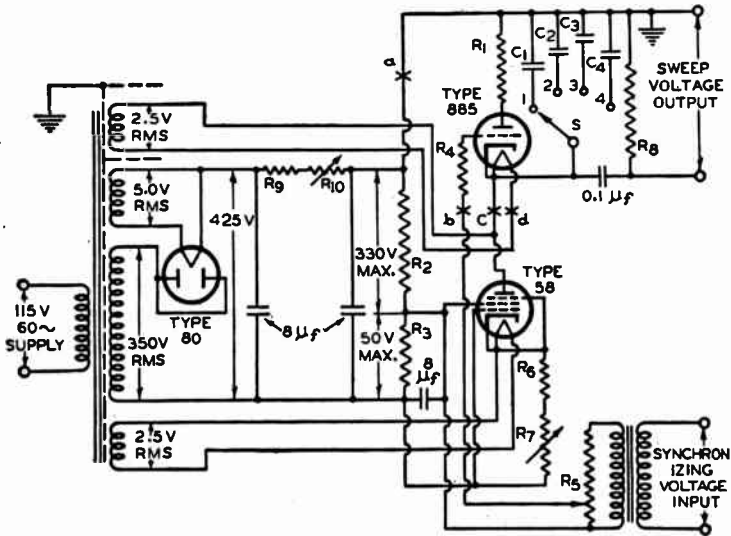 2.5V
RMS
5.0V
RMS
115V
60~
SUPPLY
350V
RMS
2.5V
RMS
TYPE
80
425V
R9
R10
8μf
a
330V
MAX.
50V
MAX.
R2
R3
8
μf
R1
TYPE
885
R4
b
c
d
C1
C2
C3
C4
1
2
3
4
S
R8
0.1 μf
SWEEP
VOLTAGE
OUTPUT
TYPE
58
R6
R7
R5
SYNCHRON
IZING
VOLTAGE
INPUT